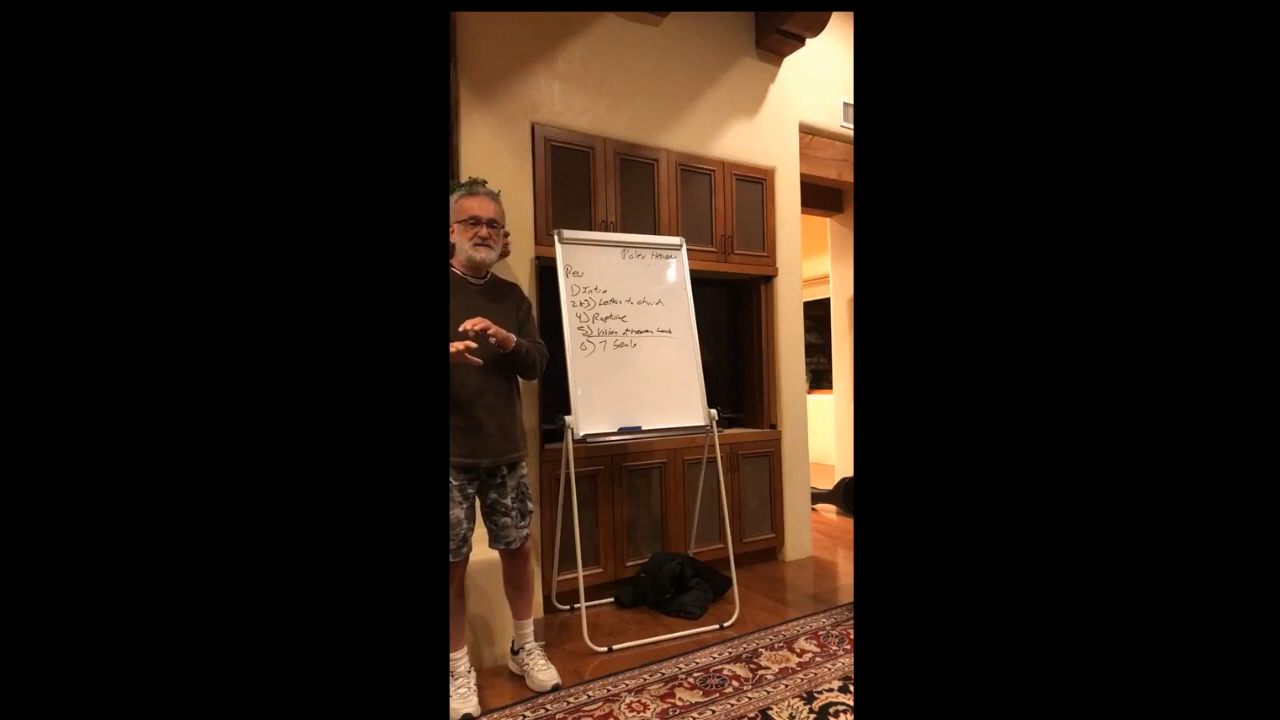 Rev
1) Intro
2+3) Letters to church
4) Rapture
5) Vision of heaven
6) 7 Seals